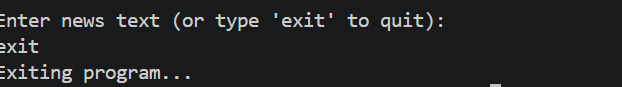 Enter news text (or type 'exit' to quit):
exit
Exiting program...